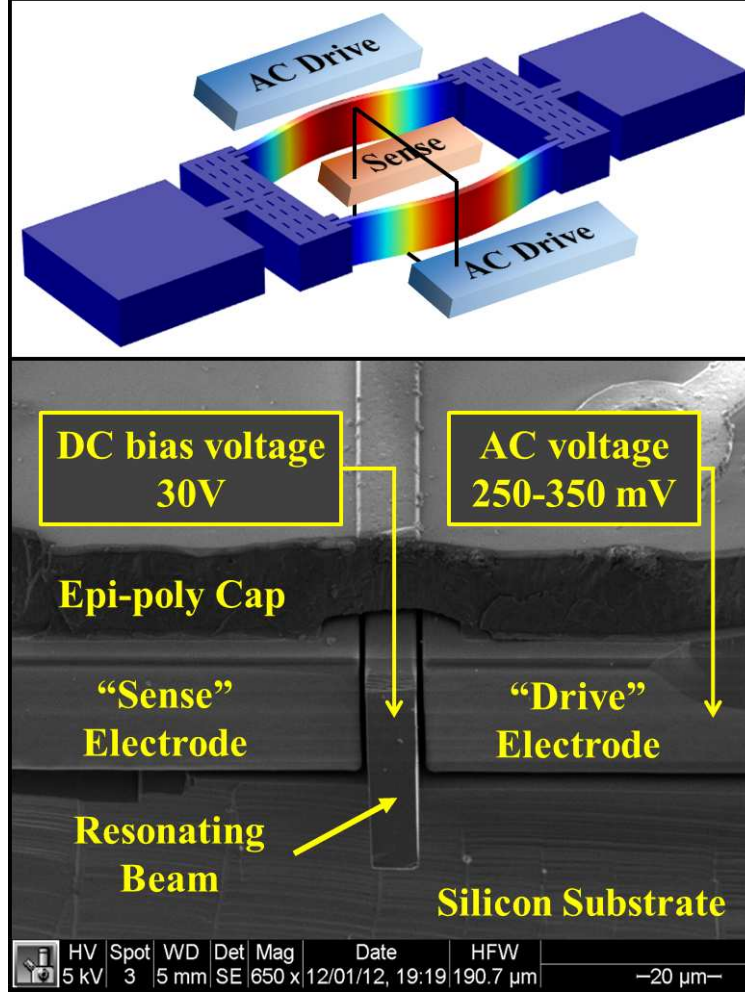 AC Drive
Sense
AC Drive
DC bias voltage
30V
AC voltage
250-350 mV
Epi-poly Cap
“Sense”
Electrode
“Drive”
Electrode
Resonating
Beam
Silicon Substrate
HV Spot WD Det Mag Date HFW
5 kV 3 5 mm SE 650 x 12/01/12, 19:19 190.7 µm —20 µm—